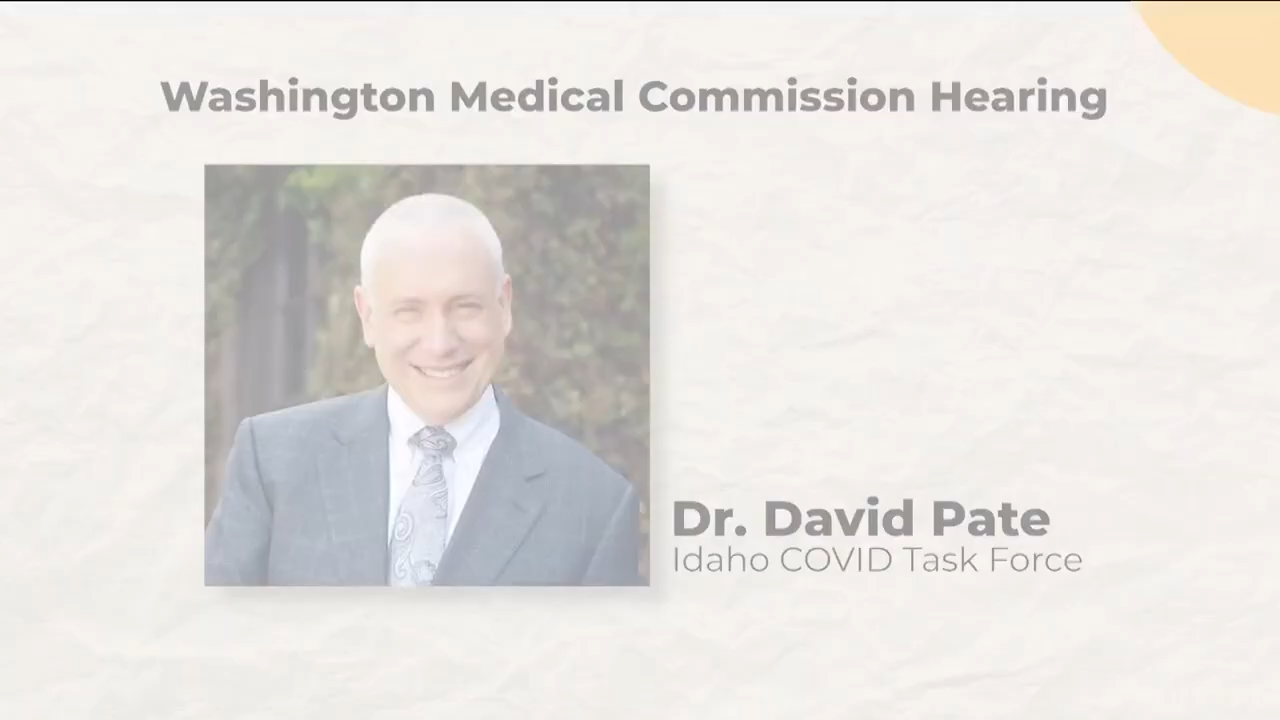 Washington Medical Commission Hearing
Dr. David Pate
Idaho COVID Task Force